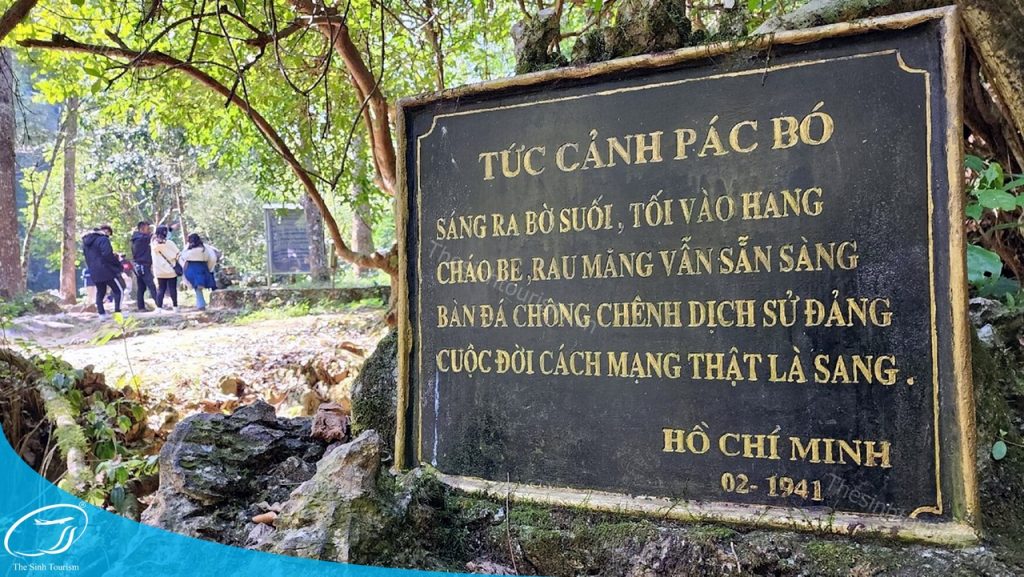 TỨC CẢNH PÁC BÓ
SÁNG RA BỜ SUỐI, TỐI VÀO HANG
CHÁO BẸ, RAU MĂNG VẪN SẴN SÀNG
BÀN ĐÁ CHÔNG CHÊNH DỊCH SỬ ĐẢNG
CUỘC ĐỜI CÁCH MẠNG THẬT LÀ SANG.
HỒ CHÍ MINH
02-1941
The Sinh Tourism